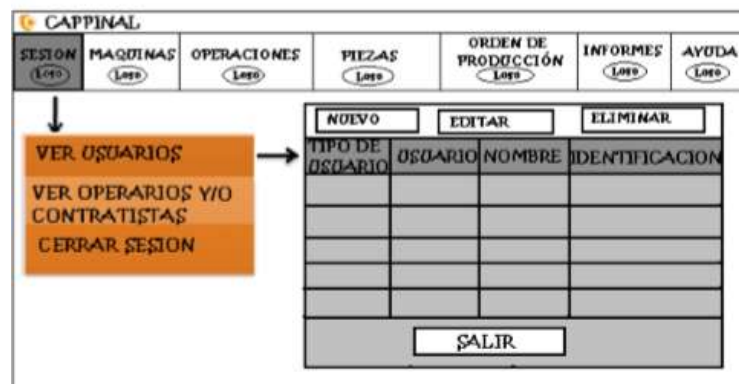 CAPPINAL
SESION MAQUINAS OPERACIONES PIEZAS ORDEN DE PRODUCCIÓN INFORMES AYUDA
Logo Logo Logo Logo Logo Logo Logo
NUEVO EDITAR ELIMINAR
VER USUARIOS
TIPO DE USUARIO USUARIO NOMBRE IDENTIFICACION
VER OPERARIOS Y/O
CONTRATISTAS
CERRAR SESION
SALIR